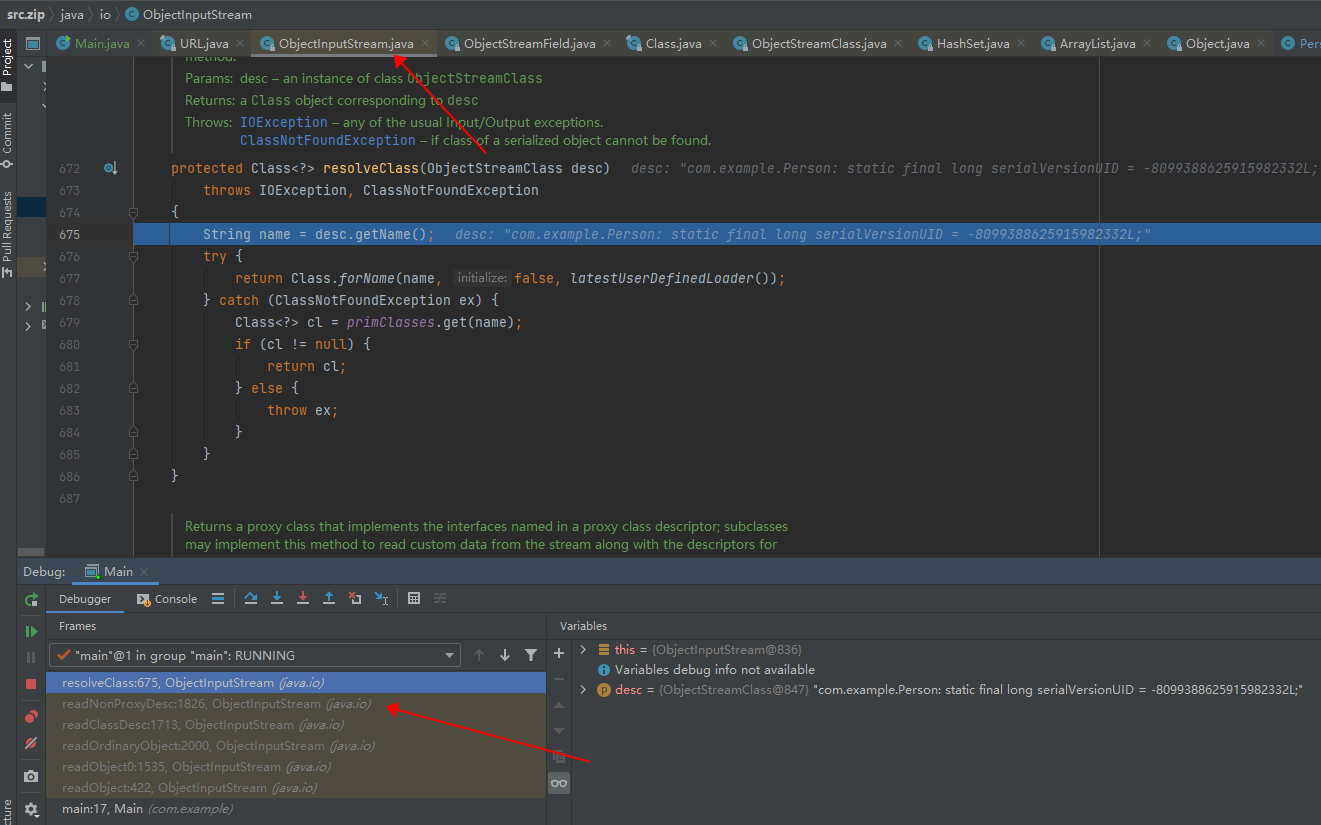 src.zip java io ObjectInputStream
Main.java URL.java ObjectInputStream.java ObjectStreamField.java Class.java ObjectStreamClass.java HashSet.java ArrayList.java Object.java Pers
Project
Commit
Pull Requests
cture
method.
Params: desc – an instance of class ObjectStreamClass
Returns: a Class object corresponding to desc
Throws: IOException – any of the usual Input/Output exceptions.
ClassNotFoundException – if class of a serialized object cannot be found.
672 protected Class<?> resolveClass(ObjectStreamClass desc) desc: "com.example.Person: static final long serialVersionUID = -8099388625915982332L;
673 throws IOException, ClassNotFoundException
674 {
675 String name = desc.getName(); desc: "com.example.Person: static final long serialVersionUID = -8099388625915982332L;"
676 try {
677 return Class.forName(name, initialize: false, latestUserDefinedLoader());
678 } catch (ClassNotFoundException ex) {
679 Class<?> cl = primClasses.get(name);
680 if (cl != null) {
681 return cl;
682 } else {
683 throw ex;
684 }
685 }
686 }
687
Returns a proxy class that implements the interfaces named in a proxy class descriptor; subclasses
may implement this method to read custom data from the stream along with the descriptors for
Debug: Main
Debugger Console
Frames
"main"@1 in group "main": RUNNING
resolveClass:675, ObjectInputStream (java.io)
readNonProxyDesc:1826, ObjectInputStream (java.io)
readClassDesc:1713, ObjectInputStream (java.io)
readOrdinaryObject:2000, ObjectInputStream (java.io)
readObject0:1535, ObjectInputStream (java.io)
readObject:422, ObjectInputStream (java.io)
main:17, Main (com.example)
Variables
this = {ObjectInputStream@836}
Variables debug info not available
desc = {ObjectStreamClass@847} "com.example.Person: static final long serialVersionUID = -8099388625915982332L;"